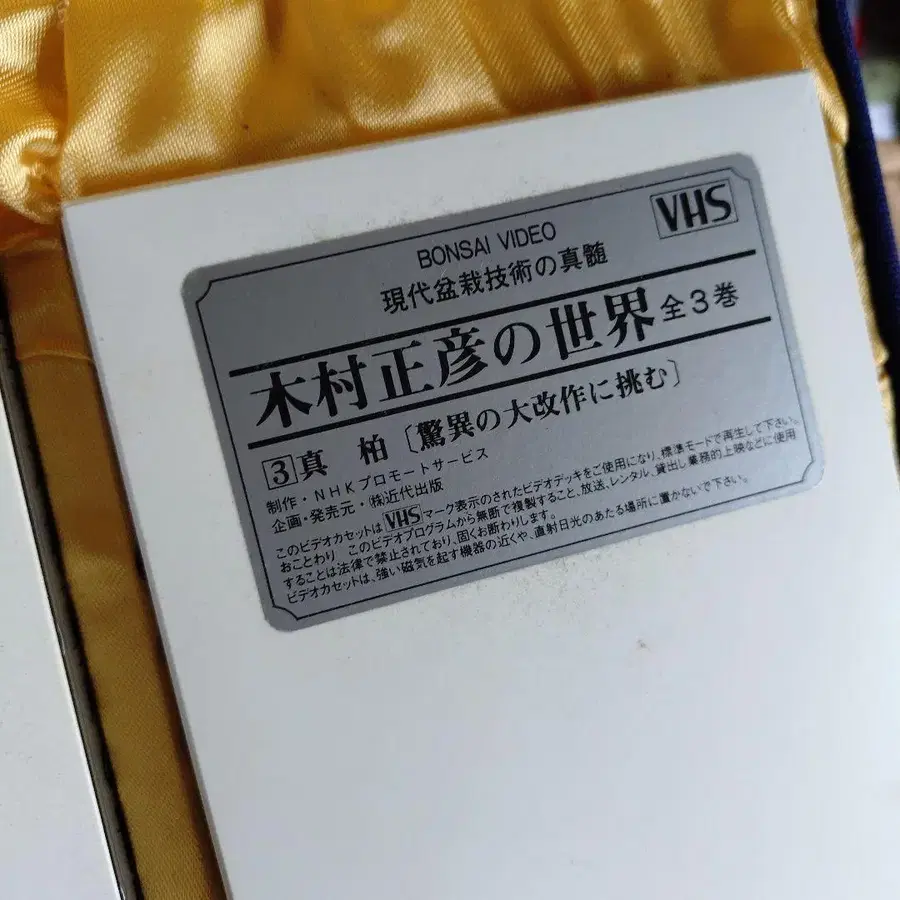 VHS
BONSAI VIDEO
現代盆栽技術の真髄
木村正彦の世界 全3巻
3 真 柏〔驚異の大改作に挑む〕
制作・NHKプロモートサービス
企画・発売元・㈱近代出版
このビデオカセットはVHSマーク表示のされたビデオデッキをご使用になり、標準モードで再生して下さい。
おことわり このビデオプログラムから無断で複製すること、放送、レンタル、貸出し業務的上映などに使用
することは法律で禁止されており、固くお断わりします。
ビデオカセットは、強い磁気を起す機器の近くや、直射日光のあたる場所に置かないで下さい。